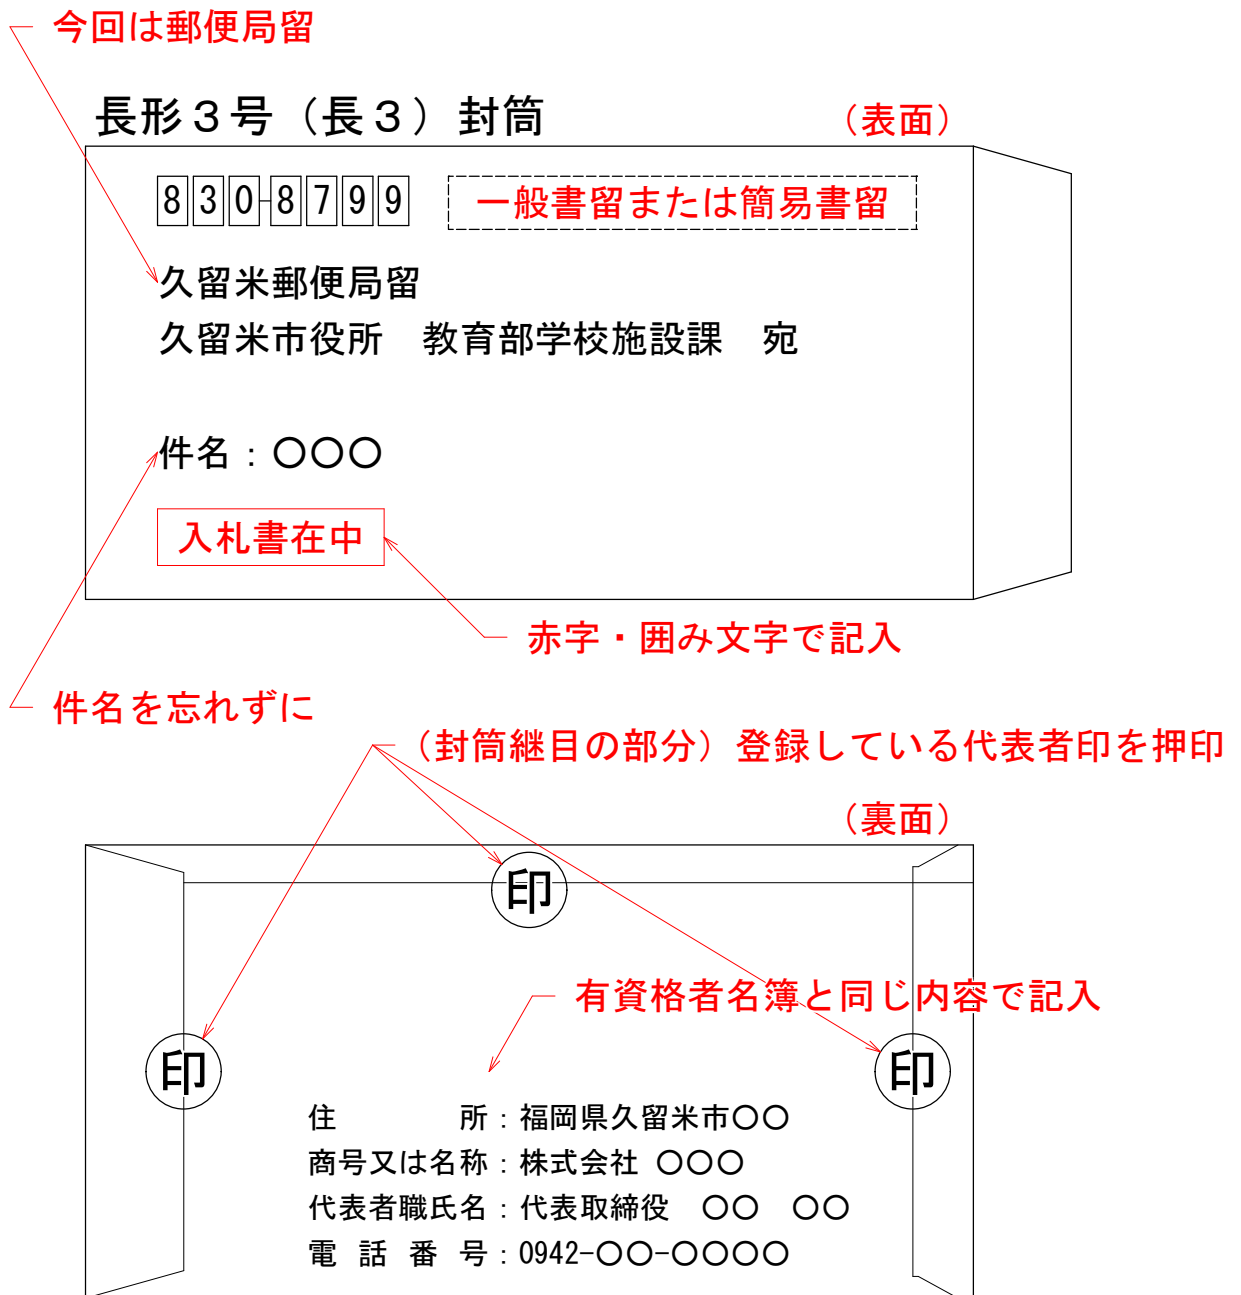 今回は郵便局留
長形３号（長３）封筒
（表面）
830-8799
一般書留または簡易書留
久留米郵便局留
久留米市役所　教育部学校施設課　宛
件名：〇〇〇
入札書在中
赤字・囲み文字で記入
件名を忘れずに
（封筒継目の部分）登録している代表者印を押印
（裏面）
印
有資格者名簿と同じ内容で記入
印
印
住　　　　所：福岡県久留米市〇〇
商号又は名称：株式会社 〇〇〇
代表者職氏名：代表取締役　〇〇　〇〇
電 話 番 号：0942-〇〇-〇〇〇〇